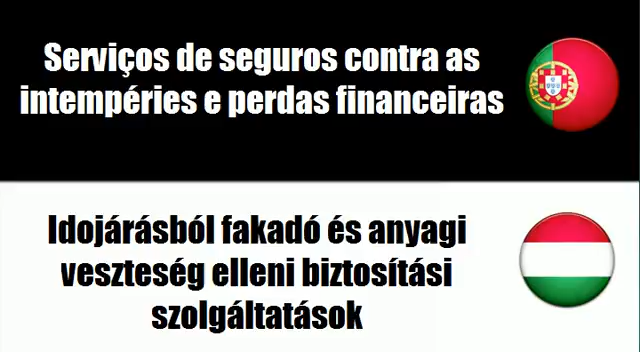 Serviços de seguros contra as
intempéries e perdas financeiras
Idojárásból fakadó és anyagi
veszteség elleni biztosítási
szolgáltatások